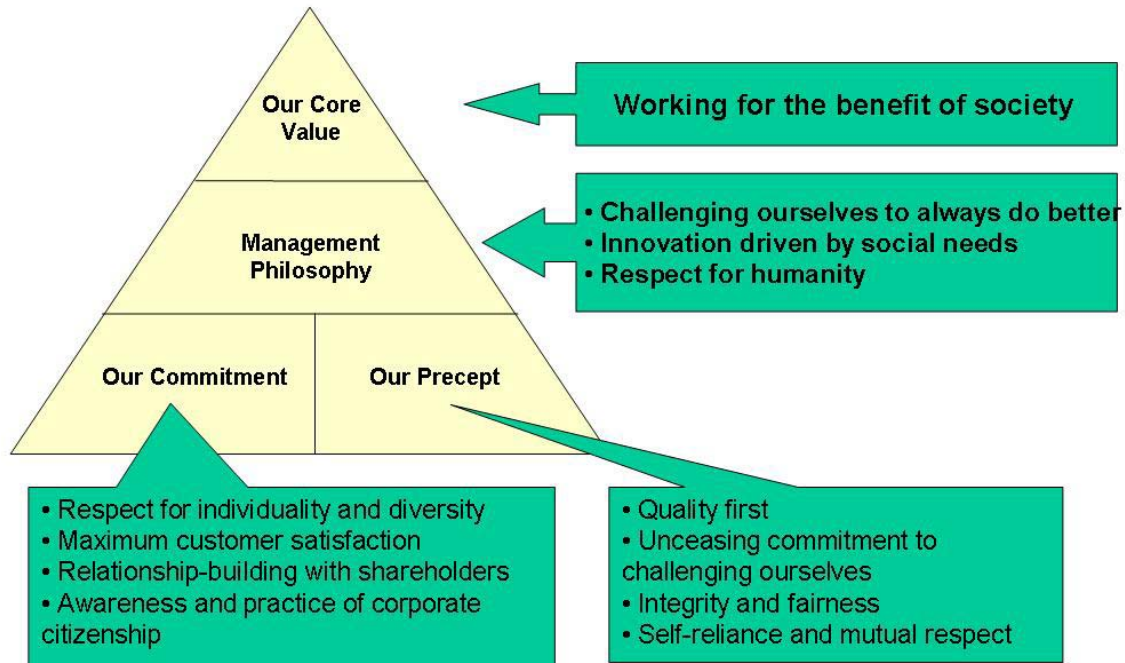 Our Core
Value
Working for the benefit of society
Management
Philosophy
• Challenging ourselves to always do better
• Innovation driven by social needs
• Respect for humanity
Our Commitment
Our Precept
• Respect for individuality and diversity
• Maximum customer satisfaction
• Relationship-building with shareholders
• Awareness and practice of corporate
citizenship
• Quality first
• Unceasing commitment to
challenging ourselves
• Integrity and fairness
• Self-reliance and mutual respect